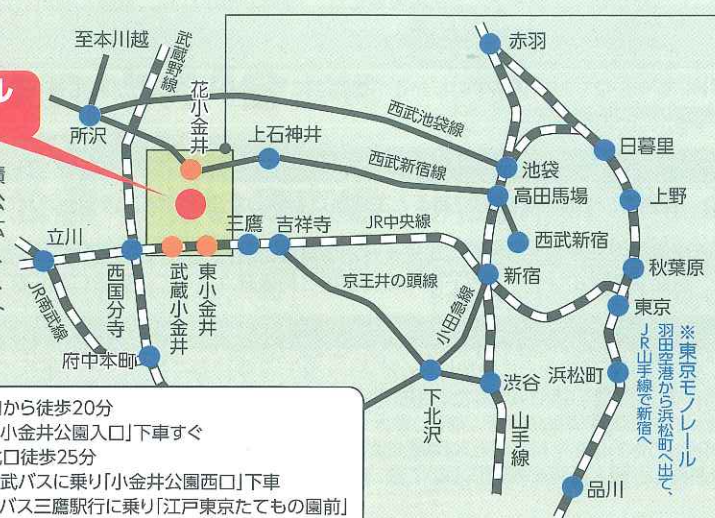 至本川越
武蔵野線
花小金井
所沢
上石神井
西武池袋線
西武新宿線
赤羽
日暮里
池袋
高田馬場
上野
西武新宿
立川
三鷹
吉祥寺
JR中央線
JR南武線
西国分寺
武蔵小金井
東小金井
京王井の頭線
小田急線
新宿
秋葉原
東京
府中本町
下北沢
渋谷
浜松町
山手線
品川
※東京モノレール
羽田空港から浜松町へ出て、
JR山手線で新宿へ
ル
から徒歩20分
「小金井公園入口」下車すぐ
北口徒歩25分
武バスに乗り「小金井公園西口」下車
バス三鷹駅行に乗り「江戸東京たてもの園前」